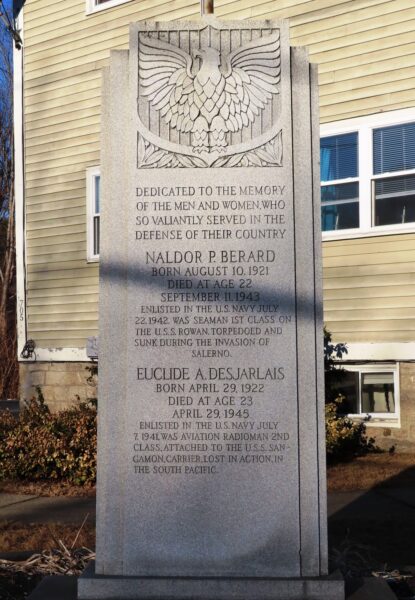 DEDICATED TO THE MEMORY
OF THE MEN AND WOMEN, WHO
SO VALIANTLY SERVED IN THE
DEFENSE OF THEIR COUNTRY
NALDOR P. BERARD
BORN AUGUST 10, 1921
DIED AT AGE 22
SEPTEMBER 11, 1943
ENLISTED IN THE U.S. NAVY JULY
22, 1942, WAS SEAMAN 1ST CLASS ON
THE U.S.S. ROWAN, TORPEDOED AND
SUNK DURING THE INVASION OF
SALERNO.
EUCLIDE A. DESJARLAIS
BORN APRIL 29, 1922
DIED AT AGE 23
APRIL 29, 1945
ENLISTED IN THE U.S. NAVY JULY
7, 1941, WAS AVIATION RADIOMAN 2ND
CLASS, ATTACHED TO THE U.S.S. SAN-
GAMON, CARRIER, LOST IN ACTION, IN
THE SOUTH PACIFIC.